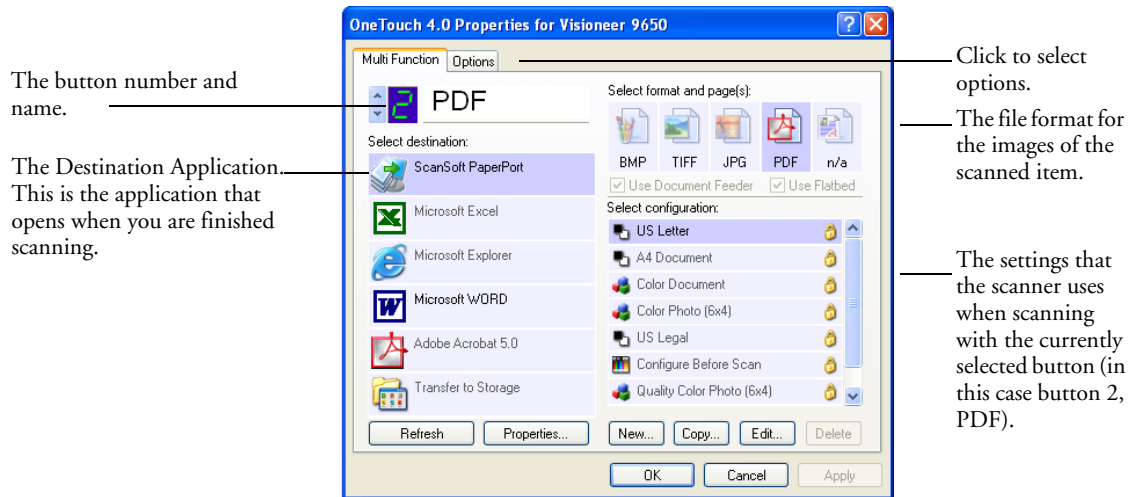 OneTouch 4.0 Properties for Visioneer 9650
Multi Function
Options
The button number and
name.
2
PDF
Select destination:
The Destination Application.
This is the application that
opens when you are finished
scanning.
ScanSoft PaperPort
Microsoft Excel
Microsoft Explorer
Microsoft WORD
Adobe Acrobat 5.0
Transfer to Storage
Refresh
Properties...
Select format and page(s):
BMP
TIFF
JPG
PDF
n/a
Use Document Feeder
Use Flatbed
Select configuration:
US Letter
A4 Document
Color Document
Color Photo (6x4)
US Legal
Configure Before Scan
Quality Color Photo (6x4)
New...
Copy...
Edit...
Delete
OK
Cancel
Apply
Click to select
options.
The file format for
the images of the
scanned item.
The settings that
the scanner uses
when scanning
with the currently
selected button (in
this case button 2,
PDF).